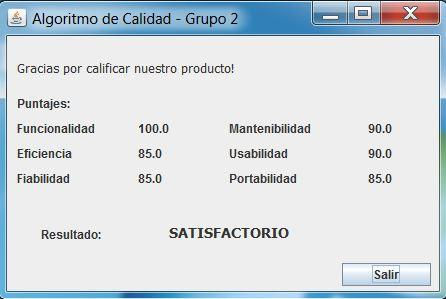 Algoritmo de Calidad - Grupo 2
Gracias por calificar nuestro producto!
Puntajes:
Funcionalidad 100.0 Mantenibilidad 90.0
Eficiencia 85.0 Usabilidad 90.0
Fiabilidad 85.0 Portabilidad 85.0
Resultado: SATISFACTORIO
Salir